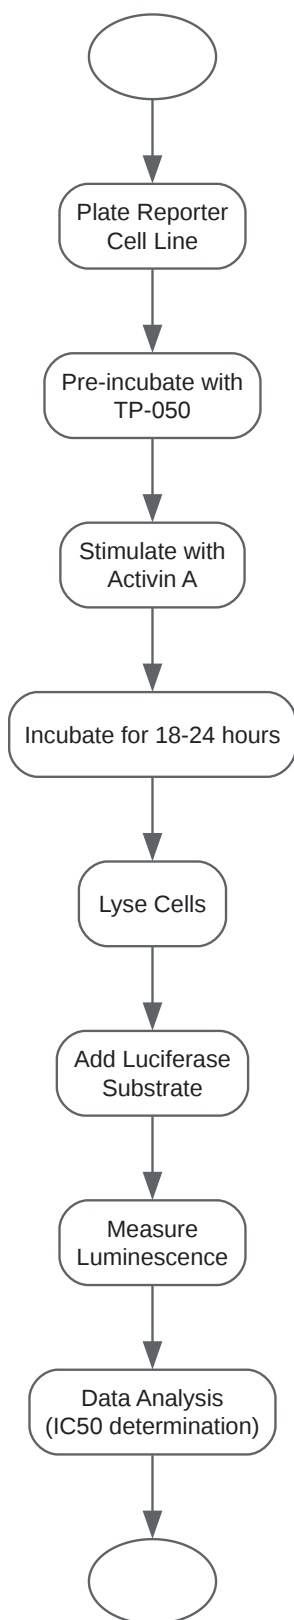 Plate Reporter
Cell Line
Pre-incubate with
TP-050
Stimulate with
Activin A
Incubate for 18-24 hours
Lyse Cells
Add Luciferase
Substrate
Measure
Luminescence
Data Analysis
(IC50 determination)